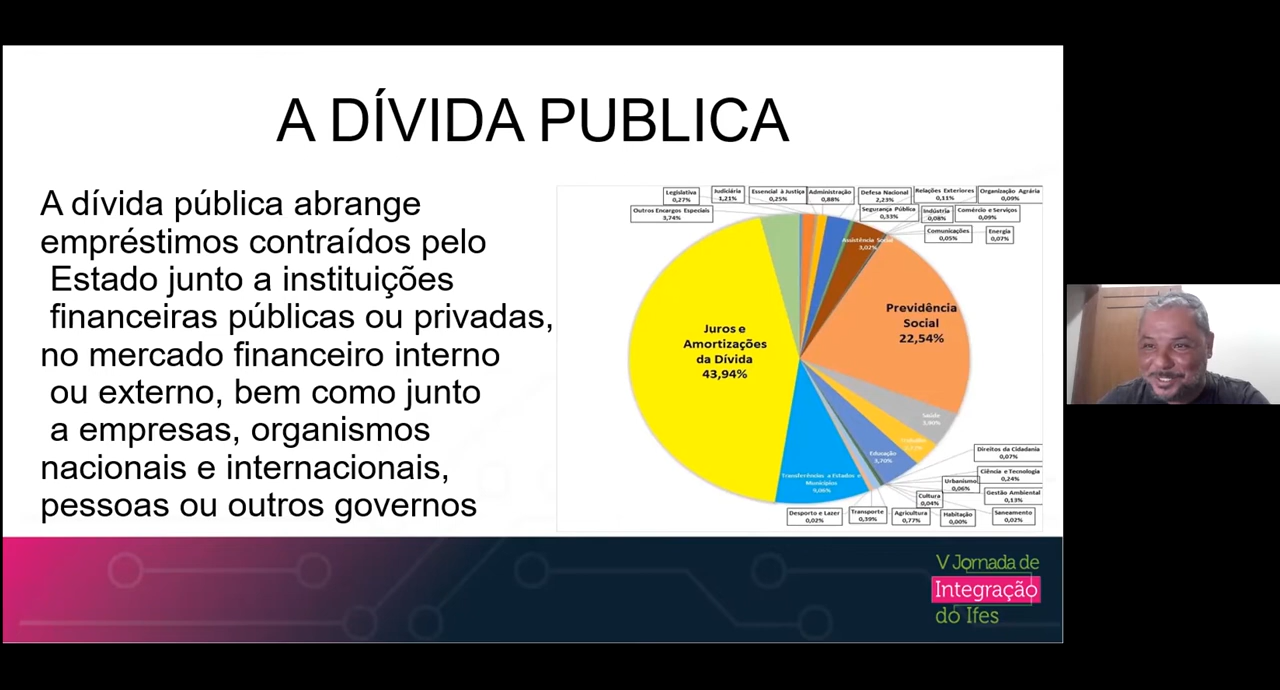 A DÍVIDA PUBLICA
A dívida pública abrange
empréstimos contraídos pelo
Estado junto a instituições
financeiras públicas ou privadas,
no mercado financeiro interno
ou externo, bem como junto
a empresas, organismos
nacionais e internacionais,
pessoas ou outros governos
Legislativa
0,27%
Judiciária
1,21%
Essencial à Justiça
0,25%
Administração
0,88%
Defesa Nacional
2,23%
Relações Exteriores
0,11%
Organização Agrária
0,09%
Outros Encargos Especiais
3,74%
Segurança Pública
0,33%
Indústria
0,08%
Comércio e Serviços
0,09%
Comunicações
0,05%
Energia
0,07%
Assistência Social
3,02%
Previdência
Social
22,54%
Juros e
Amortizações
da Dívida
43,94%
Saúde
3,90%
Educação
3,70%
Transferências a Estados e
Municípios
9,06%
Direitos da Cidadania
0,07%
Ciência e Tecnologia
0,24%
Urbanismo
0,06%
Gestão Ambiental
0,13%
Cultura
0,04%
Saneamento
0,02%
Habitação
0,00%
Agricultura
0,77%
Transporte
0,39%
Desporto e Lazer
0,02%
V Jornada de
Integração
do Ifes